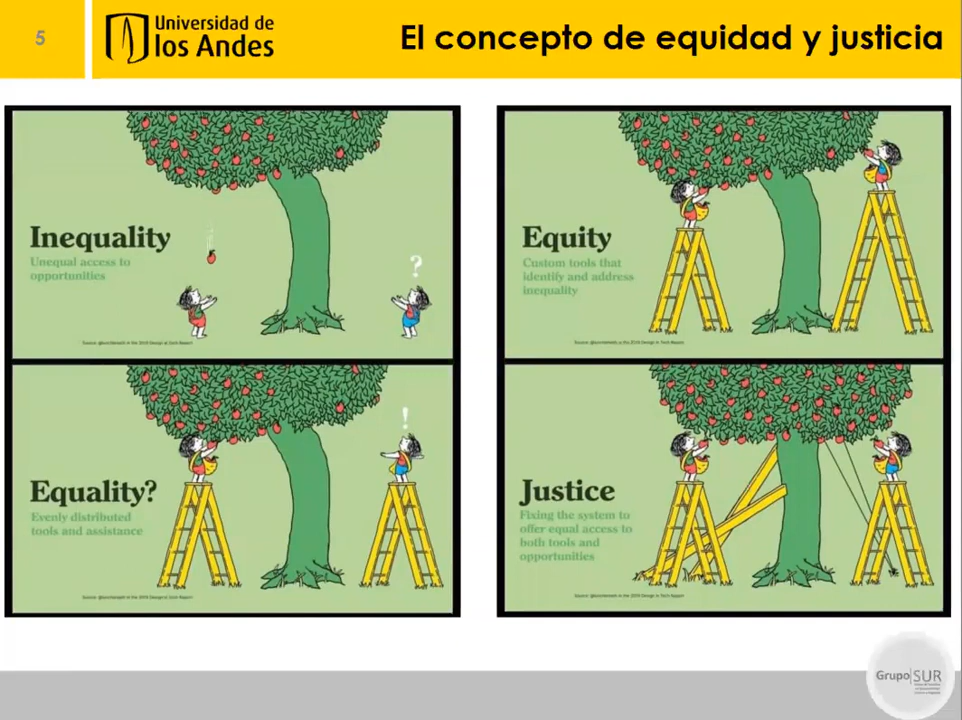 5
Universidad de
los Andes
El concepto de equidad y justicia
Inequality
Unequal access to
opportunities
?
Equality?
Evenly distributed
tools and assistance
!
Equity
Custom tools that
identify and address
inequality
Justice
Fixing the system to
offer equal access to
both tools and
opportunities
Grupo|SUR